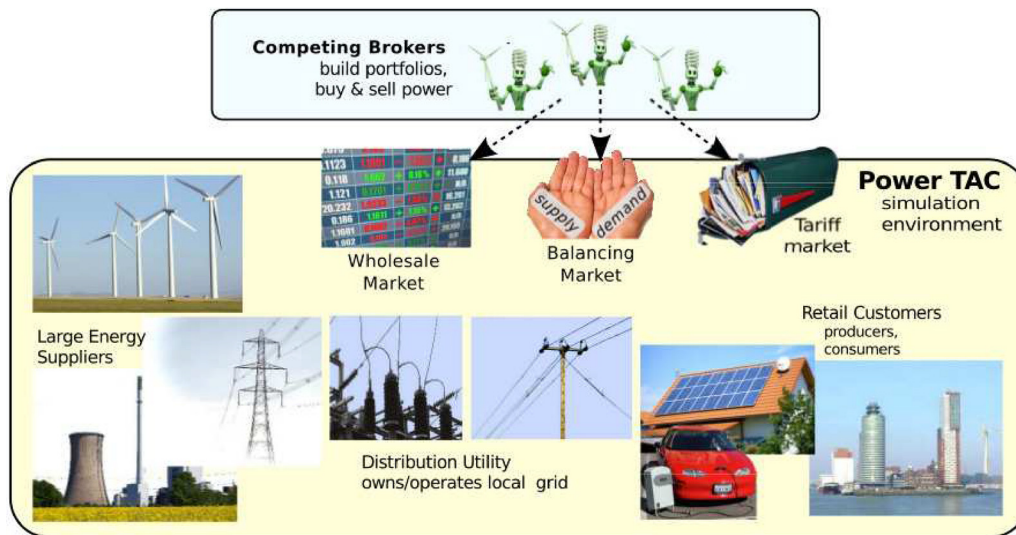 Competing Brokers
build portfolios,
buy & sell power
Power TAC
simulation
environment
supply
demand
Wholesale
Market
Balancing
Market
Tariff
market
Large Energy
Suppliers
Retail Customers
producers,
consumers
Distribution Utility
owns/operates local grid